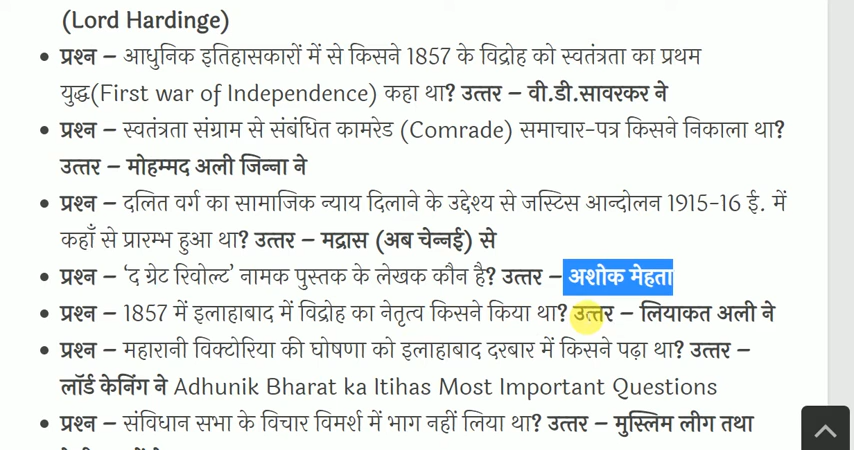 (Lord Hardinge)
प्रश्न – आधुनिक इतिहासकारों में से किसने 1857 के विद्रोह को स्वतंत्रता का प्रथम
युद्ध(First war of Independence) कहा था? उत्तर – वी.डी.सावरकर ने
प्रश्न – स्वतंत्रता संग्राम से संबंधित कामरेड (Comrade) समाचार-पत्र किसने निकाला था?
उत्तर – मोहम्मद अली जिन्ना ने
प्रश्न – दलित वर्ग का सामाजिक न्याय दिलाने के उद्देश्य से जस्टिस आन्दोलन 1915-16 ई. में
कहाँ से प्रारम्भ हुआ था? उत्तर – मद्रास (अब चेन्नई) से
प्रश्न – ‘द ग्रेट रिवोल्ट’ नामक पुस्तक के लेखक कौन है? उत्तर – अशोक मेहता
प्रश्न – 1857 में इलाहाबाद में विद्रोह का नेतृत्व किसने किया था? उत्तर – लियाकत अली ने
प्रश्न – महारानी विक्टोरिया की घोषणा को इलाहाबाद दरबार में किसने पढ़ा था? उत्तर –
लॉर्ड केनिंग ने Adhunik Bharat ka Itihas Most Important Questions
प्रश्न – संविधान सभा के विचार विमर्श में भाग नहीं लिया था? उत्तर – मुस्लिम लीग तथा